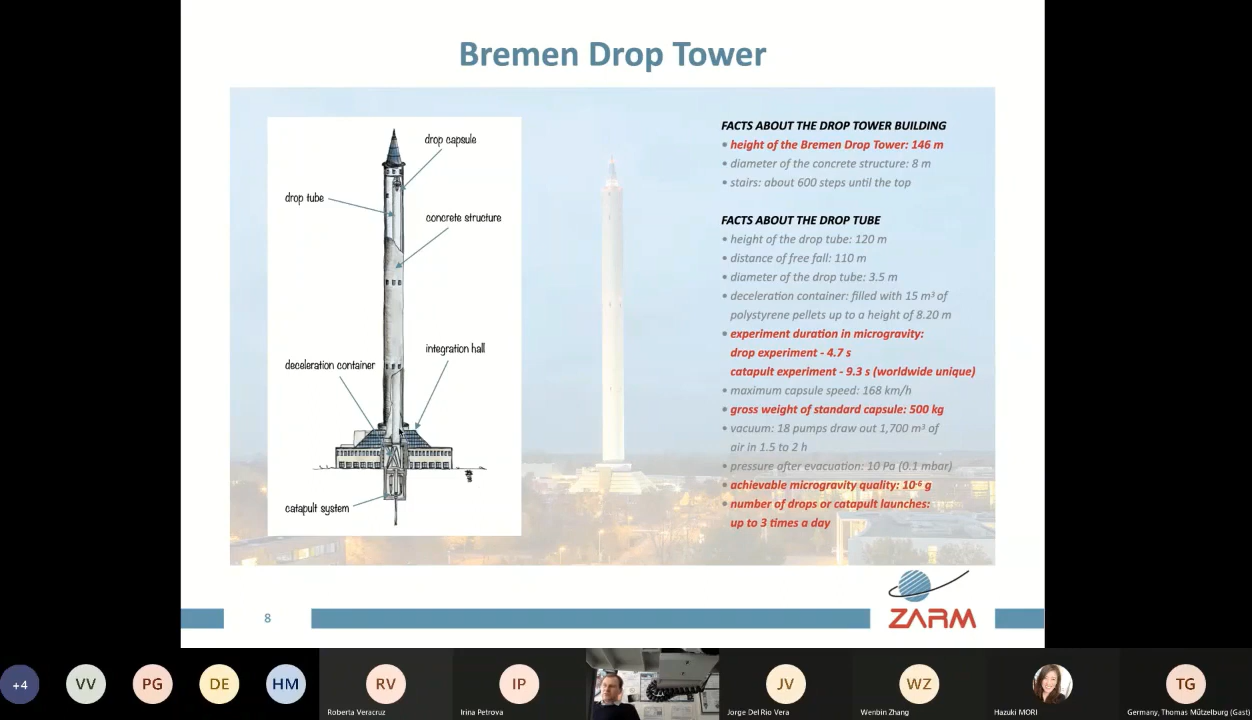 Bremen Drop Tower
drop capsule
drop tube
concrete structure
integration hall
deceleration container
catapult system
FACTS ABOUT THE DROP TOWER BUILDING
• height of the Bremen Drop Tower: 146 m
• diameter of the concrete structure: 8 m
• stairs: about 600 steps until the top
FACTS ABOUT THE DROP TUBE
• height of the drop tube: 120 m
• distance of free fall: 110 m
• diameter of the drop tube: 3.5 m
• deceleration container: filled with 15 m³ of
polystyrene pellets up to a height of 8.20 m
• experiment duration in microgravity:
drop experiment - 4.7 s
catapult experiment - 9.3 s (worldwide unique)
• maximum capsule speed: 168 km/h
• gross weight of standard capsule: 500 kg
• vacuum: 18 pumps draw out 1,700 m³ of
air in 1.5 to 2 h
• pressure after evacuation: 10 Pa (0.1 mbar)
• achievable microgravity quality: 10⁻⁶ g
• number of drops or catapult launches:
up to 3 times a day
8
ZARM
+4
VV
PG
DE
HM
RV
Roberta Veracruz
IP
Irina Petrova
JV
Jorge Del Rio Vera
WZ
Wenbin Zhang
Hazuki MORI
TG
Germany, Thomas Mützelburg (Gast)